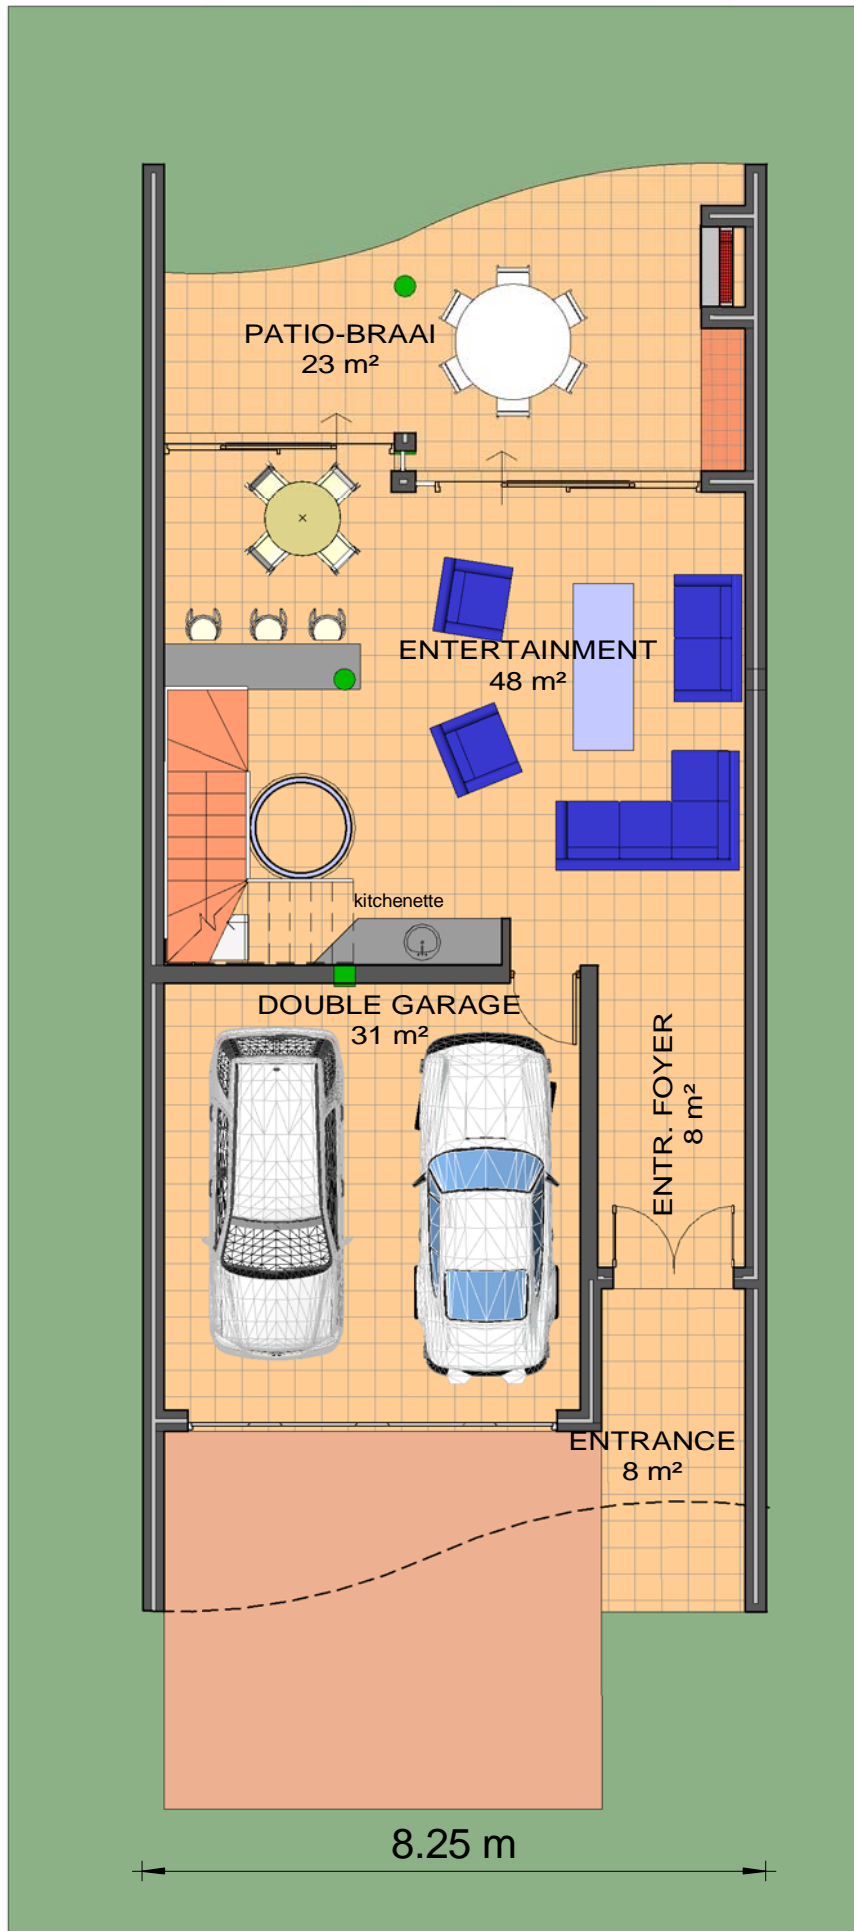 PATIO-BRAAI
23 m²
ENTERTAINMENT
48 m²
kitchenette
DOUBLE GARAGE
31 m²
ENTR. FOYER
8 m²
ENTRANCE
8 m²
8.25 m